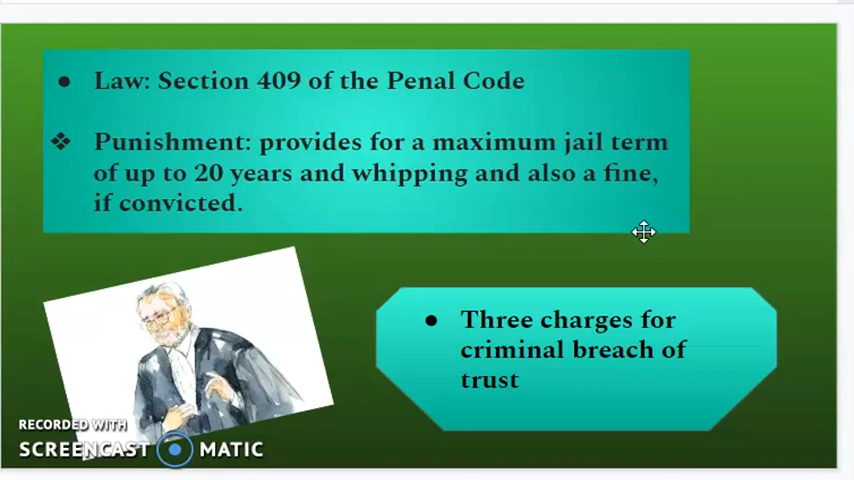 ● Law: Section 409 of the Penal Code
❖ Punishment: provides for a maximum jail term
of up to 20 years and whipping and also a fine,
if convicted.
● Three charges for
criminal breach of
trust
RECORDED WITH
SCREENCAST MATIC